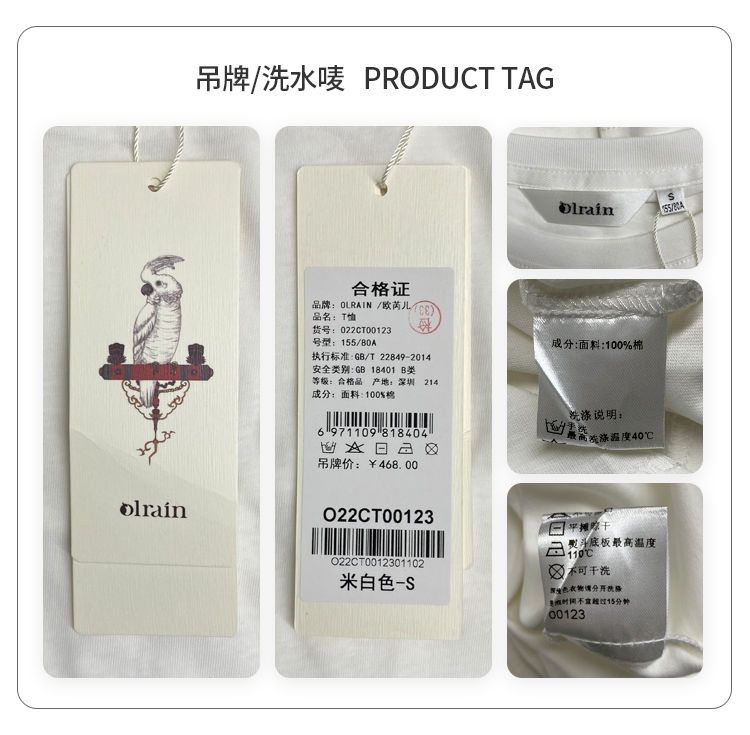 吊牌/洗水唛 PRODUCT TAG
Olrain
合格证
品牌: OLRAIN /欧芮儿
品名: T恤
货号: O22CT00123
号型: 155/80A
执行标准:GB/T 22849-2014
安全类别:GB 18401 B类
等级: 合格品 产地: 深圳 214
成分: 面料:100%棉
6 971109 818404
吊牌价: ¥468.00
O22CT00123
O22CT0012301102
米白色-S
Olrain
S
155/80A
成分:面料:100%棉
洗涤说明:
手洗
最高洗涤温度40℃
平摊晾干
熨斗底板最高温度
110℃
不可干洗
00123